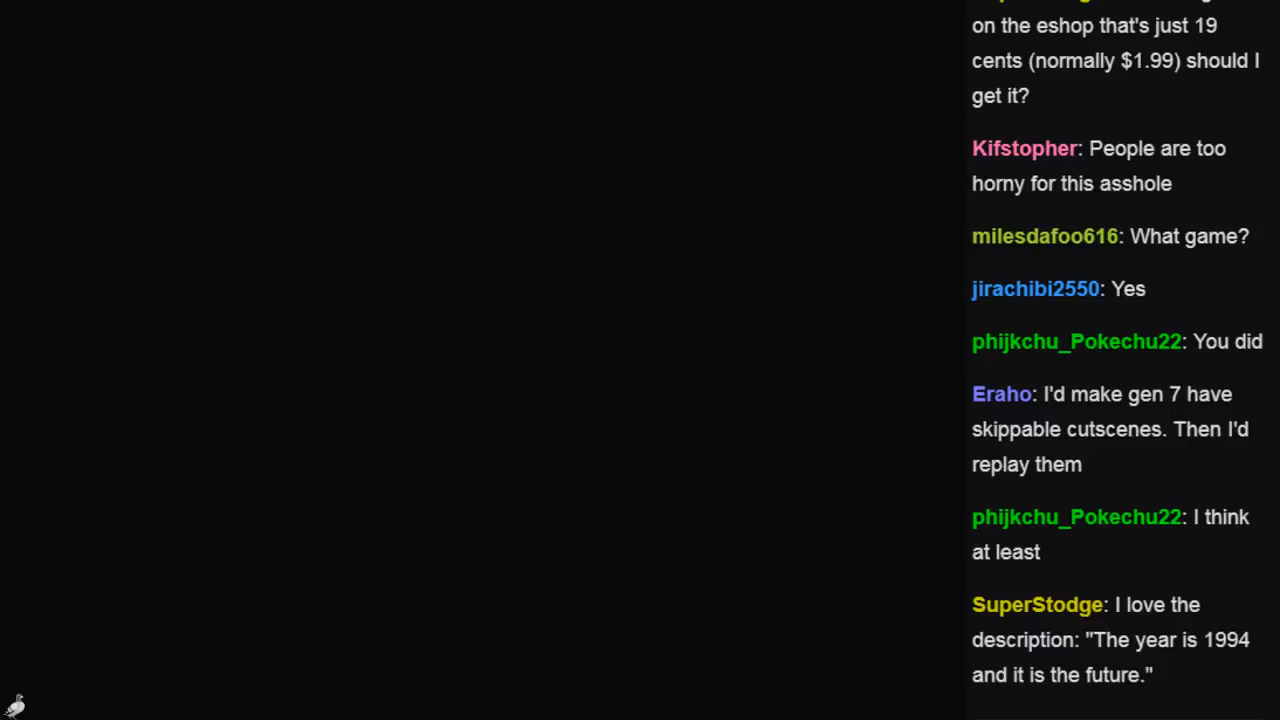 on the eshop that's just 19
cents (normally $1.99) should I
get it?
Kifstopher: People are too
horny for this asshole
milesdafoo616: What game?
jirachibi2550: Yes
phijkchu_Pokechu22: You did
Eraho: I'd make gen 7 have
skippable cutscenes. Then I'd
replay them
phijkchu_Pokechu22: I think
at least
SuperStodge: I love the
description: "The year is 1994
and it is the future."